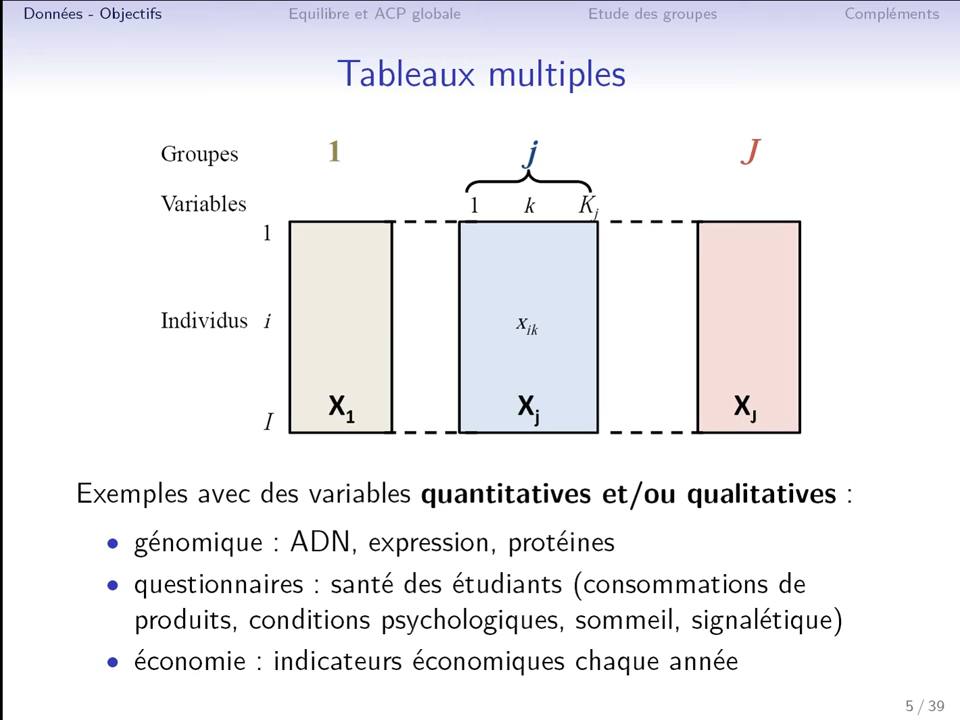 Données - Objectifs Equilibre et ACP globale Etude des groupes Compléments
Tableaux multiples
Groupes 1 j J
Variables 1 k Kj
1
Individus i xik
I X1 Xj XJ
Exemples avec des variables quantitatives et/ou qualitatives :
• génomique : ADN, expression, protéines
• questionnaires : santé des étudiants (consommations de
produits, conditions psychologiques, sommeil, signalétique)
• économie : indicateurs économiques chaque année
5 / 39